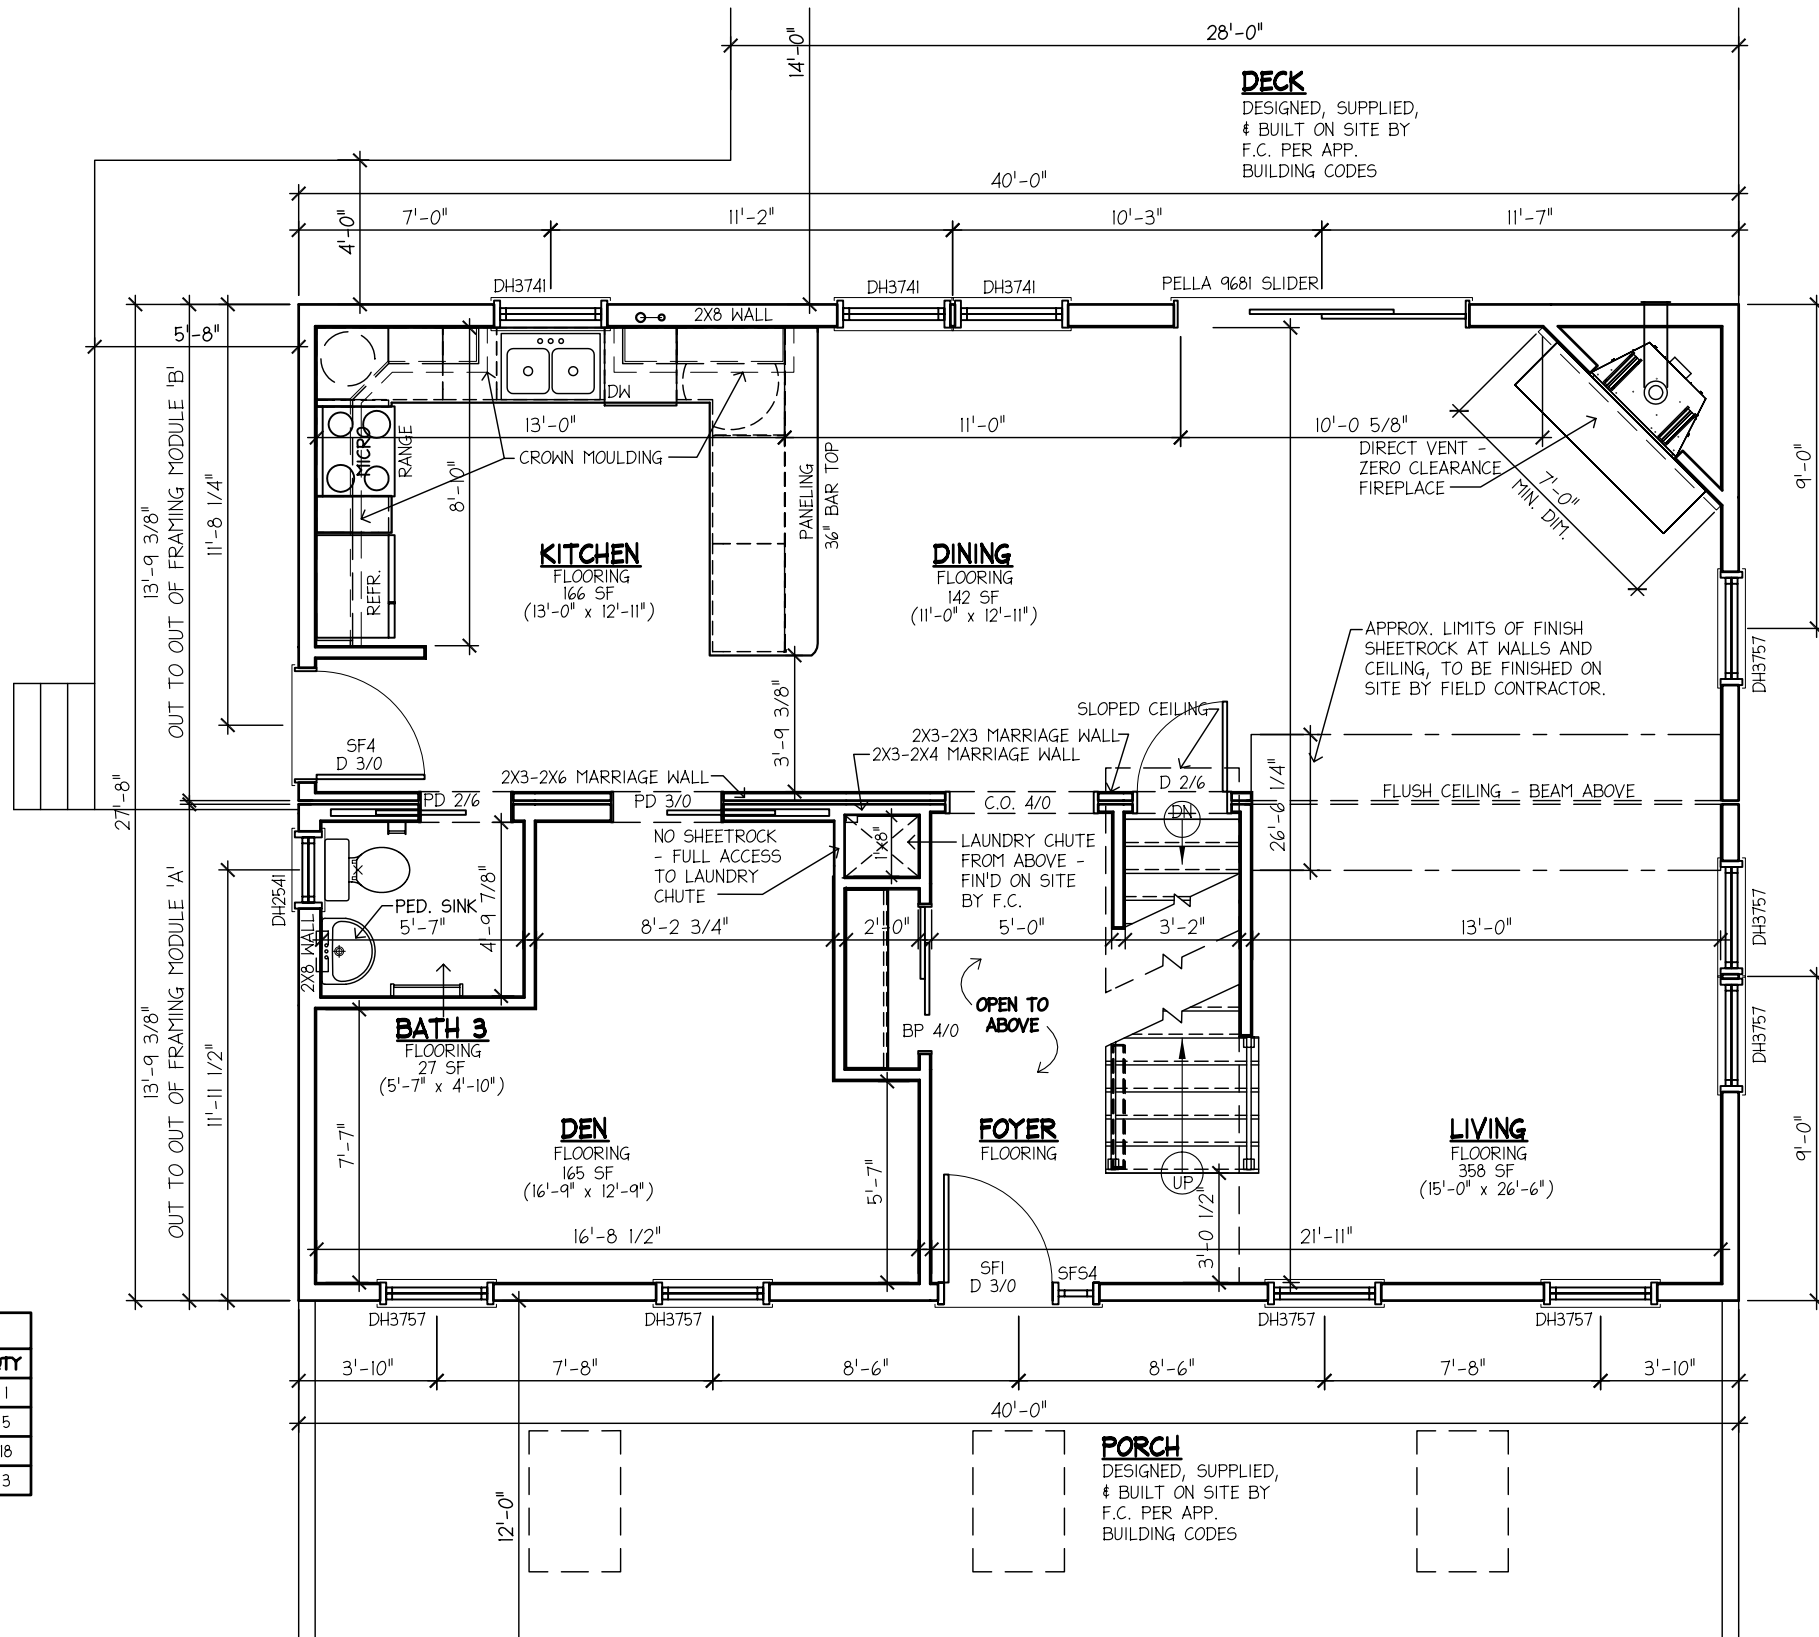 28'-0"
14'-0"
DECK
DESIGNED, SUPPLIED,
& BUILT ON SITE BY
F.C. PER APP.
BUILDING CODES
40'-0"
4'-0"
7'-0"
11'-2"
10'-3"
11'-7"
DH3741
DH3741
DH3741
PELLA 9681 SLIDER
2X8 WALL
5'-8"
DW
MICRO
RANGE
REFR.
13'-0"
11'-0"
10'-0 5/8"
CROWN MOULDING
8'-10"
PANELING
36" BAR TOP
DIRECT VENT -
ZERO CLEARANCE
FIREPLACE
7'-0"
MIN. DIM.
9'-0"
11'-8 1/4"
13'-9 3/8"
OUT TO OUT OF FRAMING MODULE 'B'
KITCHEN
FLOORING
166 SF
(13'-0" x 12'-11")
DINING
FLOORING
142 SF
(11'-0" x 12'-11")
APPROX. LIMITS OF FINISH
SHEETROCK AT WALLS AND
CEILING, TO BE FINISHED ON
SITE BY FIELD CONTRACTOR.
DH3757
3'-9 3/8"
SLOPED CEILING
2X3-2X3 MARRIAGE WALL
2X3-2X4 MARRIAGE WALL
2X3-2X6 MARRIAGE WALL
SF4
D 3/0
27'-8"
PD 2/6
PD 3/0
C.O. 4/0
D 2/6
DN
26'-6 1/4"
FLUSH CEILING - BEAM ABOVE
NO SHEETROCK
- FULL ACCESS
TO LAUNDRY
CHUTE
1'x8"
LAUNDRY CHUTE
FROM ABOVE -
FIN'D ON SITE
BY F.C.
DH2541
2X8 WALL
PED. SINK
5'-7"
4'-9 7/8"
8'-2 3/4"
2'-0"
5'-0"
3'-2"
13'-0"
DH3757
DH3757
13'-9 3/8"
OUT TO OUT OF FRAMING MODULE 'A'
11'-11 1/2"
BATH 3
FLOORING
27 SF
(5'-7" x 4'-10")
BP 4/0
OPEN TO
ABOVE
7'-7"
DEN
FLOORING
165 SF
(16'-9" x 12'-9")
5'-7"
FOYER
FLOORING
UP
LIVING
FLOORING
358 SF
(15'-0" x 26'-6")
9'-0"
16'-8 1/2"
3'-0 1/2"
21'-11"
SF1
D 3/0
SFS4
DH3757
DH3757
DH3757
DH3757
3'-10"
7'-8"
8'-6"
8'-6"
7'-8"
3'-10"
40'-0"
1
5
18
3
12'-0"
PORCH
DESIGNED, SUPPLIED,
& BUILT ON SITE BY
F.C. PER APP.
BUILDING CODES